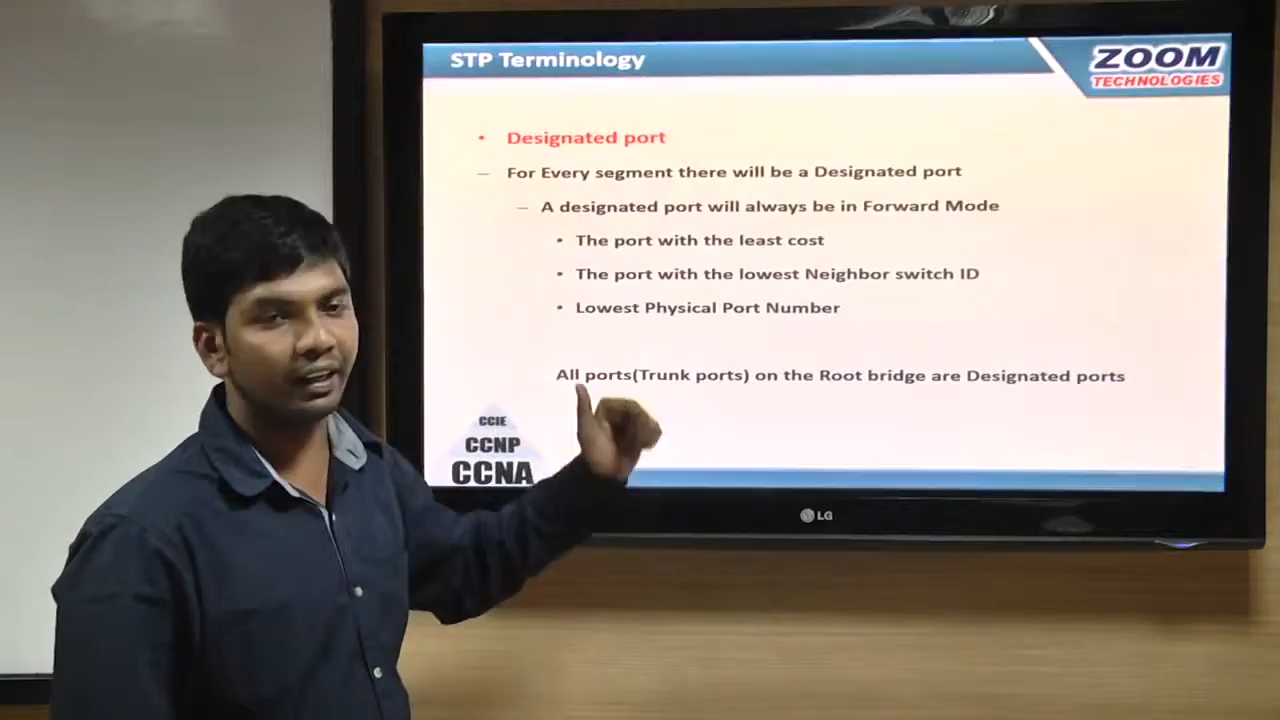 STP Terminology
ZOOM
TECHNOLOGIES
• Designated port
– For Every segment there will be a Designated port
– A designated port will always be in Forward Mode
• The port with the least cost
• The port with the lowest Neighbor switch ID
• Lowest Physical Port Number
All ports(Trunk ports) on the Root bridge are Designated ports
CCIE
CCNP
CCNA
LG